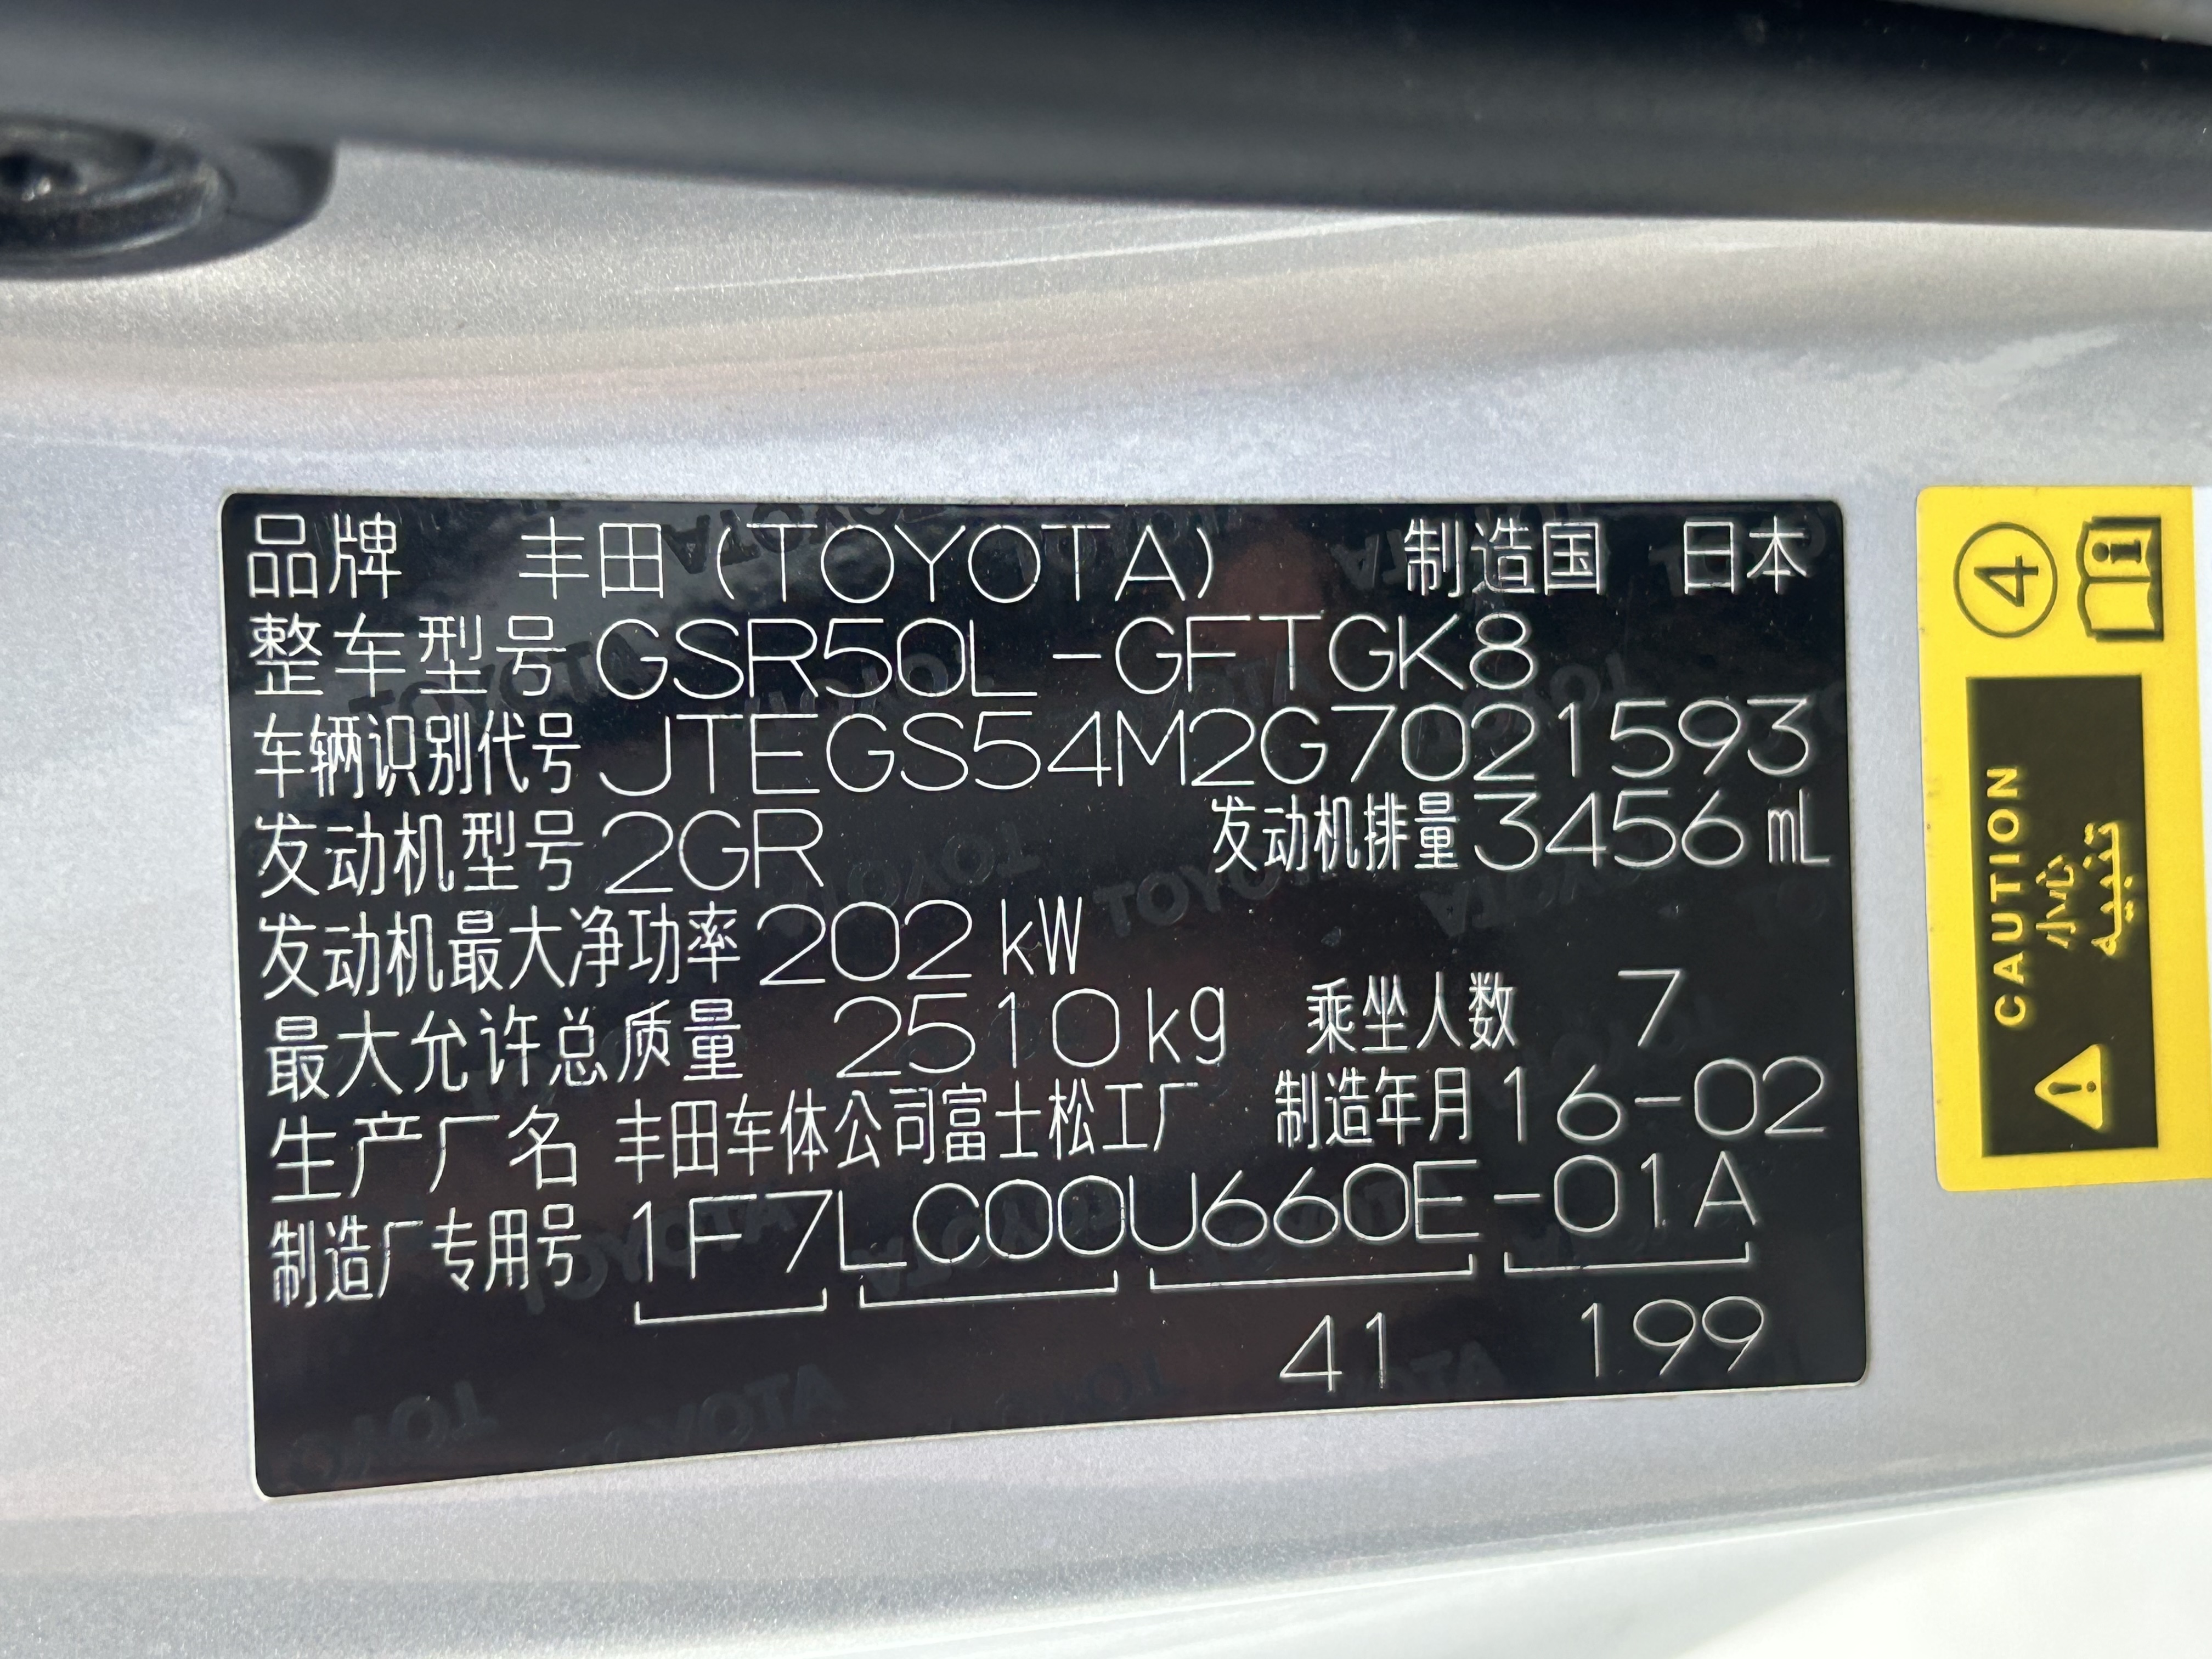 品牌 丰田(TOYOTA) 制造国 日本
整车型号 GSR50L-GFTGK8
车辆识别代号 JTEGS54M2G7021593
发动机型号 2GR 发动机排量 3456 mL
发动机最大净功率 202 kW
最大允许总质量 2510 kg 乘坐人数 7
生产厂名 丰田车体公司富士松工厂 制造年月 16-02
制造厂专用号 1F7LC00U660E-01A
41 199
④
CAUTION
小心
تنبيه